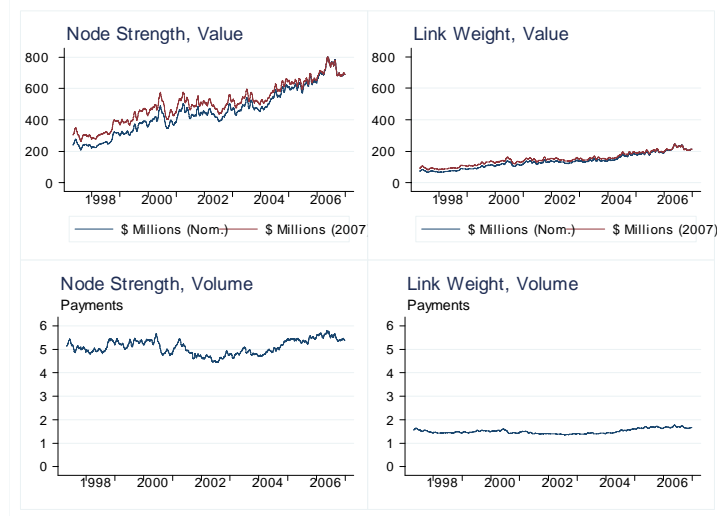 Node Strength, Value
800
600
400
200
0
1998 2000 2002 2004 2006
$ Millions (Nom.) $ Millions (2007
Link Weight, Value
800
600
400
200
0
1998 2000 2002 2004 2006
$ Millions (Nom.) $ Millions (2007)
Node Strength, Volume
Payments
6
5
4
3
2
1
0
1998 2000 2002 2004 2006
Link Weight, Volume
Payments
6
5
4
3
2
1
0
1998 2000 2002 2004 2006